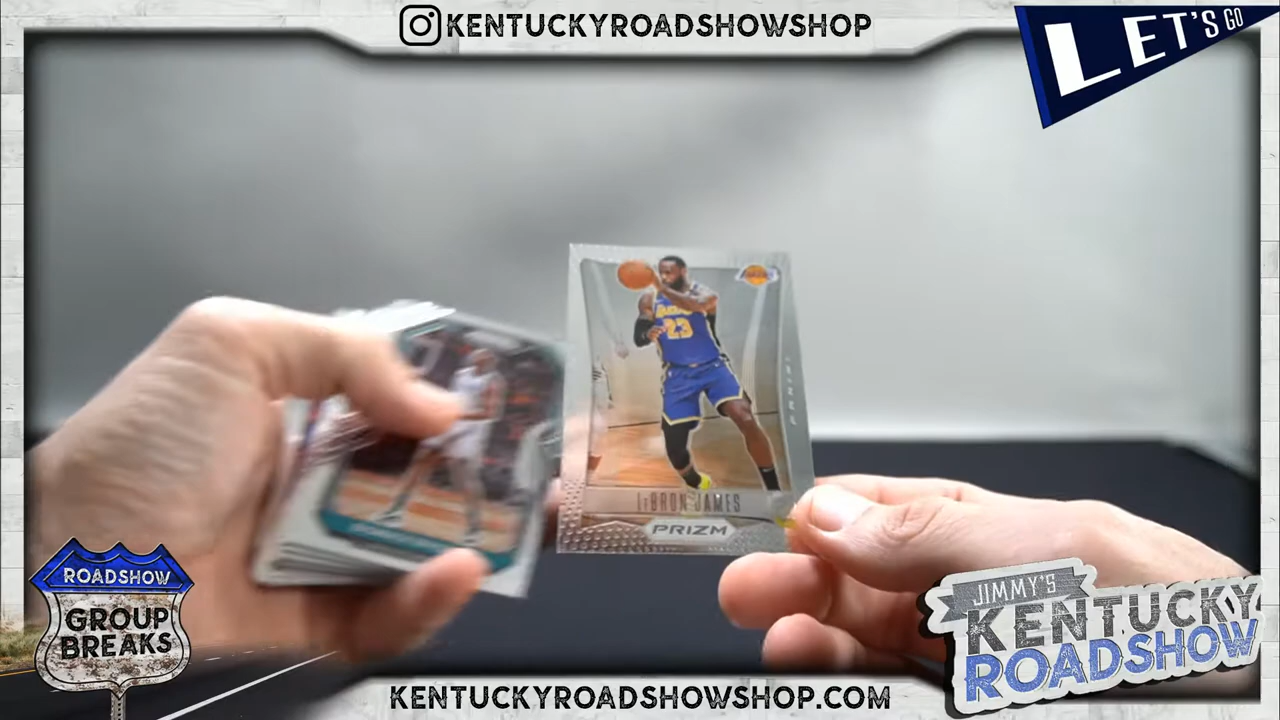 KENTUCKYROADSHOWSHOP
LET'S GO
23
LEBRON JAMES
PRIZM
ROADSHOW
GROUP
BREAKS
JIMMY'S
KENTUCKY
ROADSHOW
KENTUCKYROADSHOWSHOP.COM